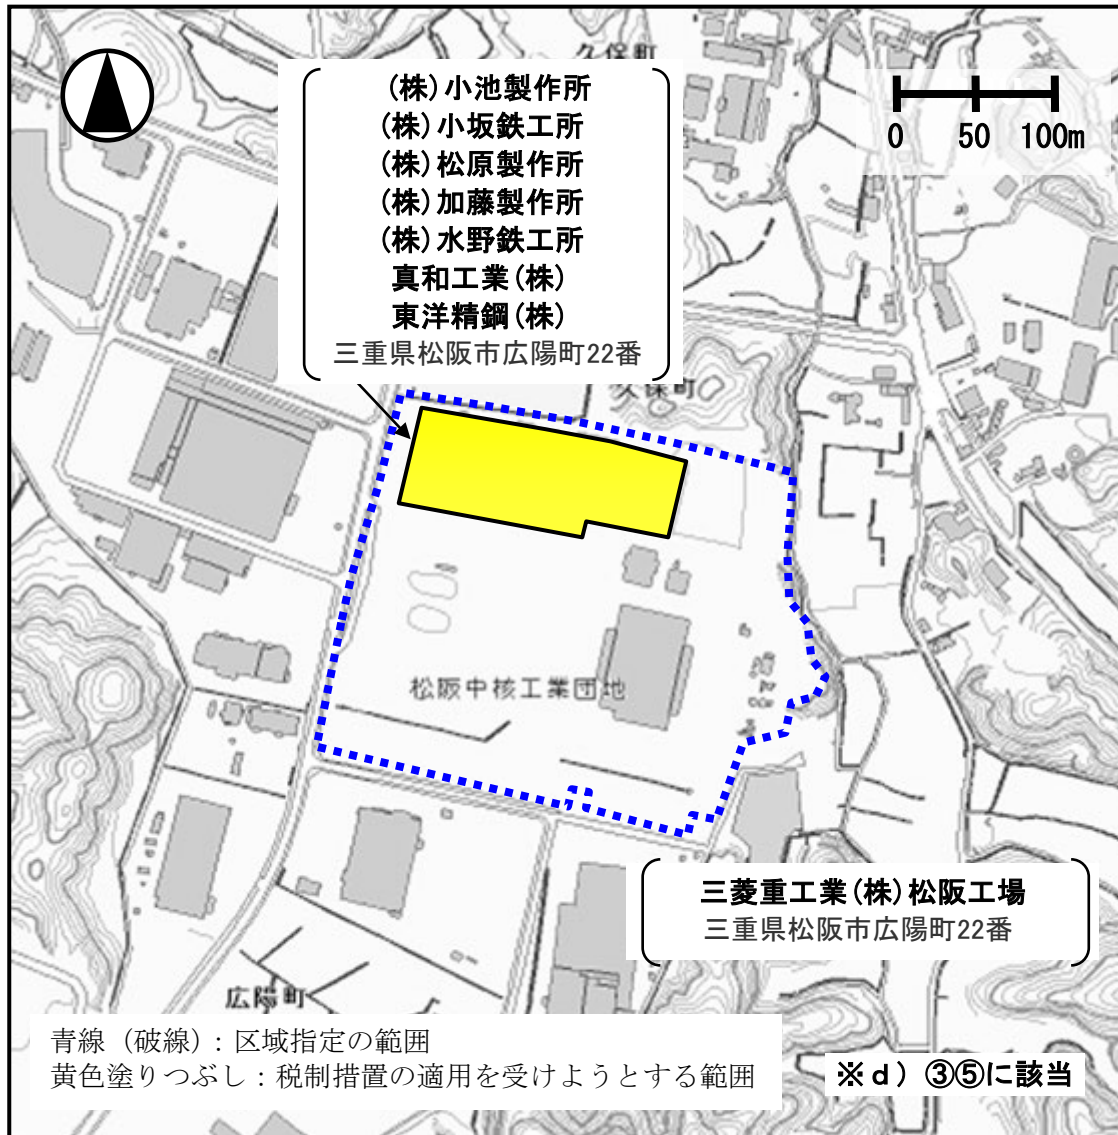 久保町
(株)小池製作所
(株)小坂鉄工所
(株)松原製作所
(株)加藤製作所
(株)水野鉄工所
真和工業(株)
東洋精鋼(株)
三重県松阪市広陽町22番
0 50 100m
久保町
松阪中核工業団地
三菱重工業(株)松阪工場
三重県松阪市広陽町22番
広陽町
青線（破線）：区域指定の範囲
黄色塗りつぶし：税制措置の適用を受けようとする範囲
※ｄ）③⑤に該当